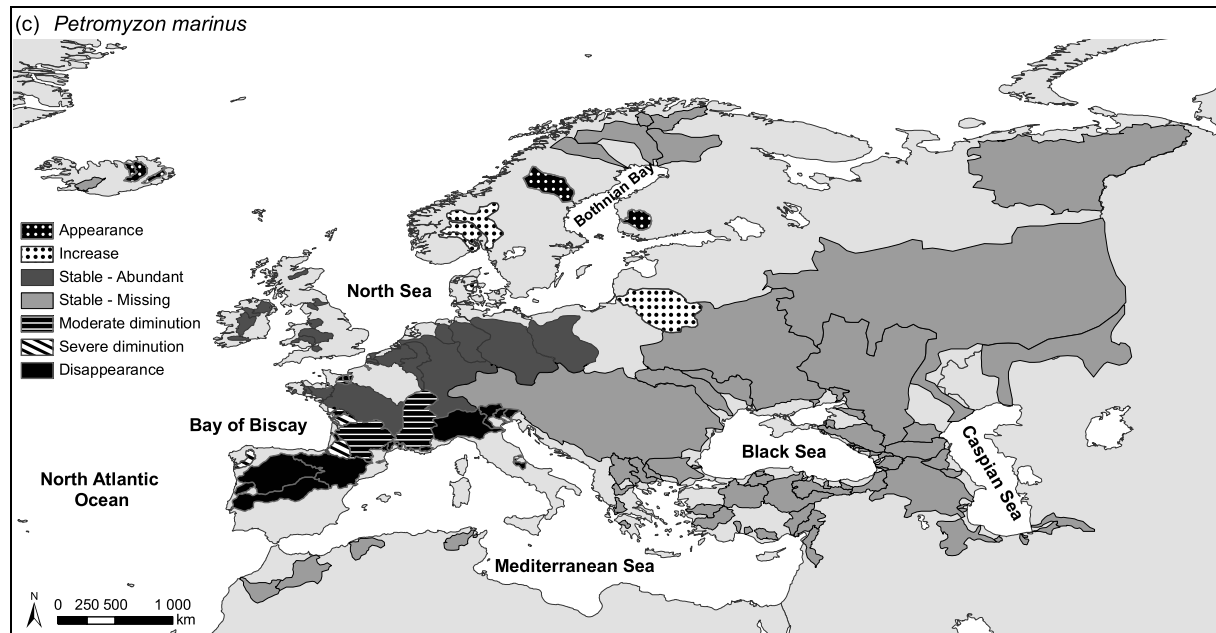 (c) Petromyzon marinus
Bothnian Bay
Appearance
Increase
Stable - Abundant
Stable - Missing
Moderate diminution
Severe diminution
Disappearance
North Sea
Bay of Biscay
Black Sea
Caspian Sea
North Atlantic
Ocean
Mediterranean Sea
N
0 250 500 1 000
km